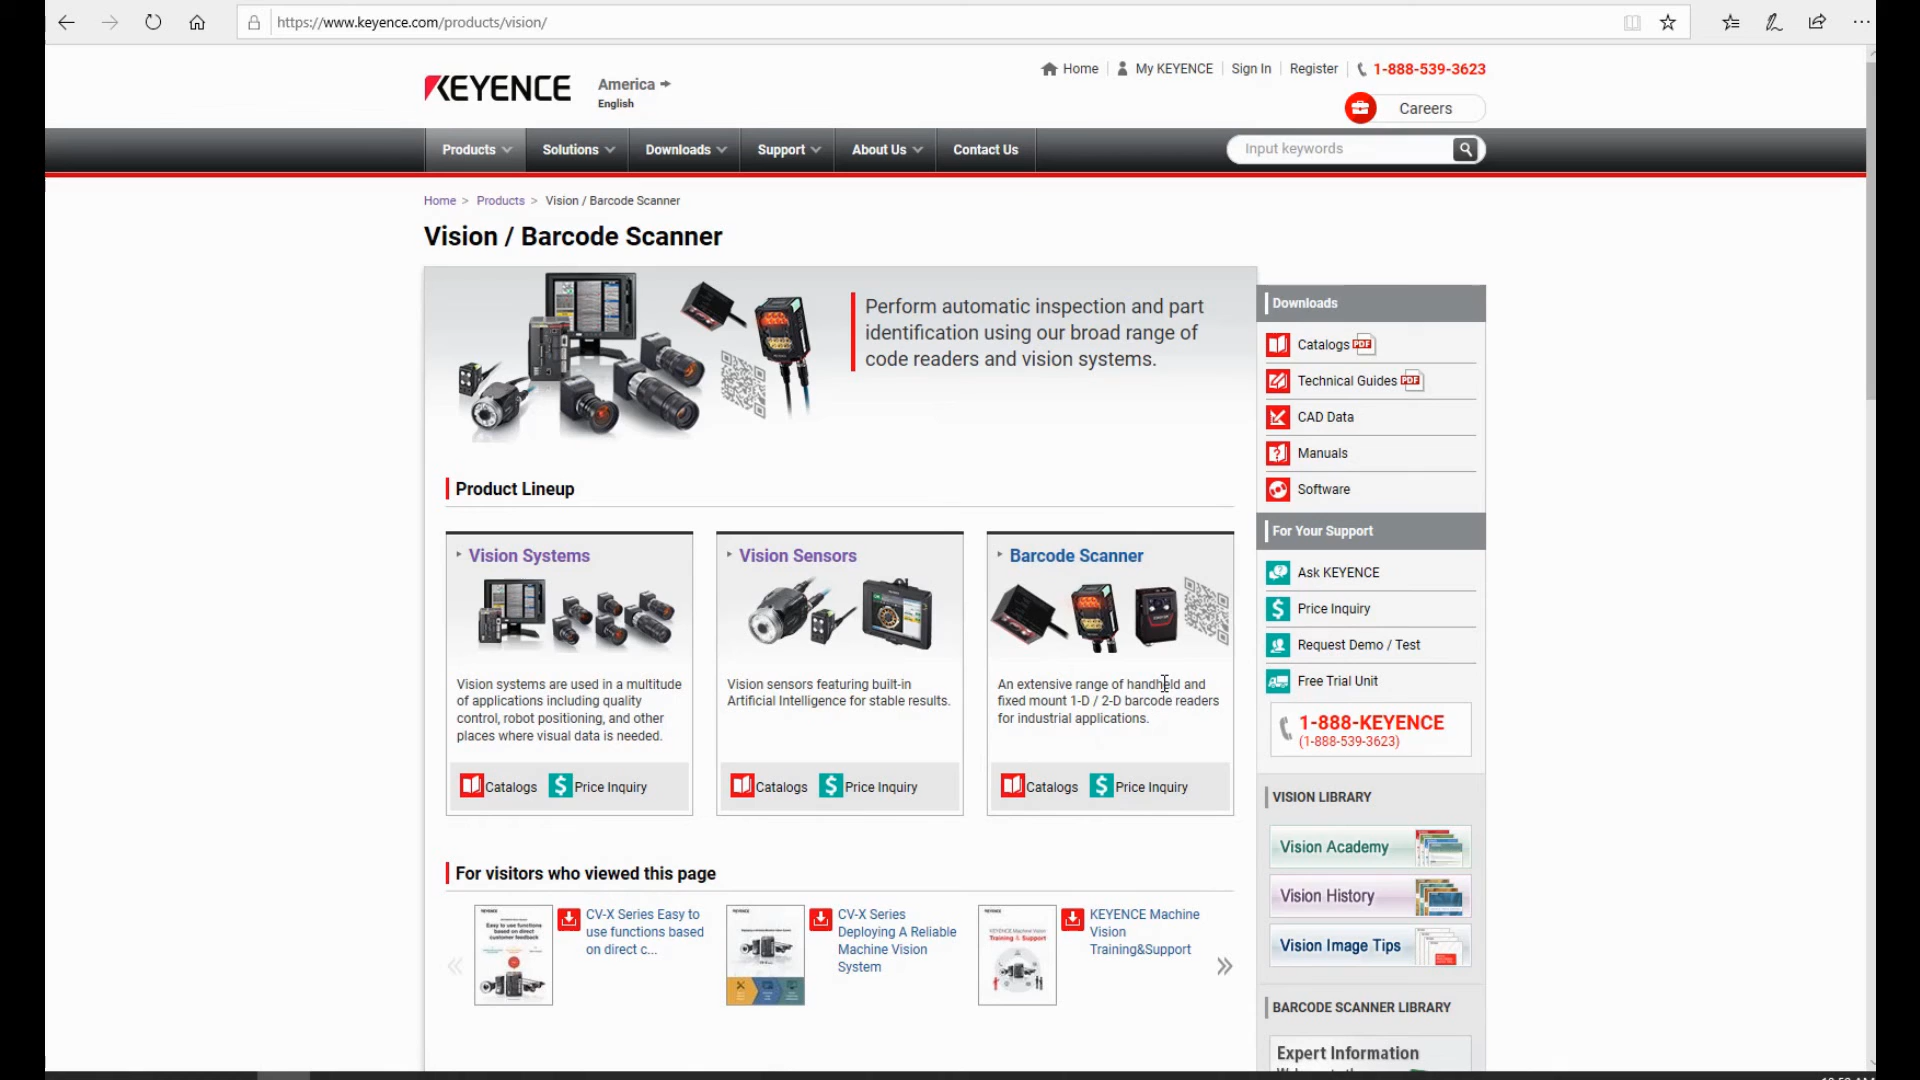 https://www.keyence.com/products/vision/
KEYENCE
America
English
Home
My KEYENCE
Sign In
Register
1-888-539-3623
Careers
Products
Solutions
Downloads
Support
About Us
Contact Us
Input keywords
Home > Products > Vision / Barcode Scanner
Vision / Barcode Scanner
Perform automatic inspection and part
identification using our broad range of
code readers and vision systems.
Product Lineup
Vision Systems
Vision systems are used in a multitude
of applications including quality
control, robot positioning, and other
places where visual data is needed.
Catalogs
Price Inquiry
Vision Sensors
Vision sensors featuring built-in
Artificial Intelligence for stable results.
Catalogs
Price Inquiry
Barcode Scanner
An extensive range of handheld and
fixed mount 1-D / 2-D barcode readers
for industrial applications.
Catalogs
Price Inquiry
For visitors who viewed this page
CV-X Series Easy to
use functions based
on direct c...
CV-X Series
Deploying A Reliable
Machine Vision
System
KEYENCE Machine
Vision
Training&Support
Downloads
Catalogs PDF
Technical Guides PDF
CAD Data
Manuals
Software
For Your Support
Ask KEYENCE
Price Inquiry
Request Demo / Test
Free Trial Unit
1-888-KEYENCE
(1-888-539-3623)
VISION LIBRARY
Vision Academy
Vision History
Vision Image Tips
BARCODE SCANNER LIBRARY
Expert Information